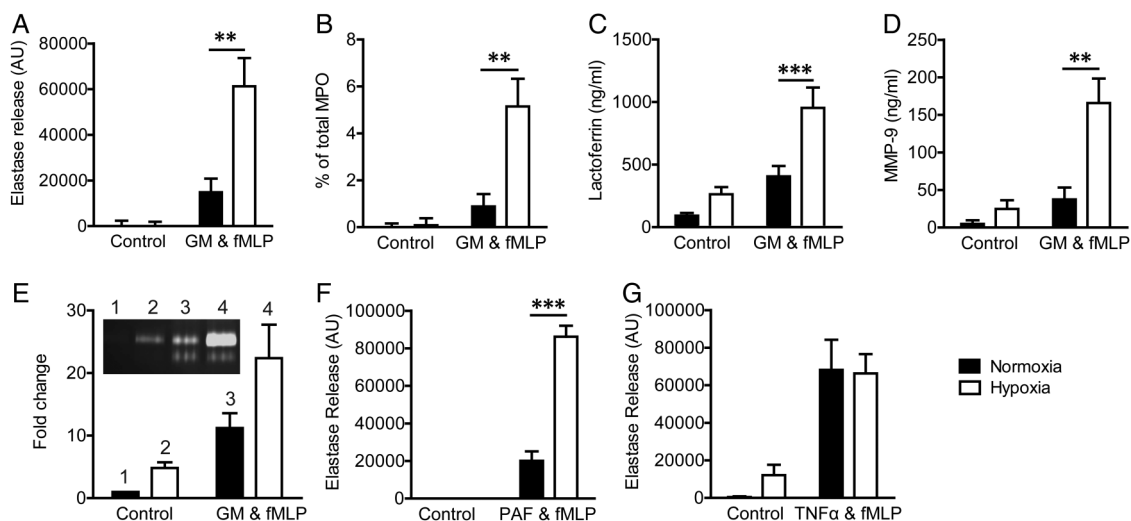 A
Elastase release (AU)
80000
60000
40000
20000
0
**
Control GM & fMLP
B
% of total MPO
8
6
4
2
0
**
Control GM & fMLP
C
Lactoferrin (ng/ml)
1500
1000
500
0
***
Control GM & fMLP
D
MMP-9 (ng/ml)
250
200
150
100
50
0
**
Control GM & fMLP
E
Fold change
30
20
10
0
1 2 3 4
1 2 3 4
Control GM & fMLP
F
Elastase Release (AU)
100000
80000
60000
40000
20000
0
***
Control PAF & fMLP
G
Elastase Release (AU)
100000
80000
60000
40000
20000
0
Control TNFα & fMLP
Normoxia
Hypoxia